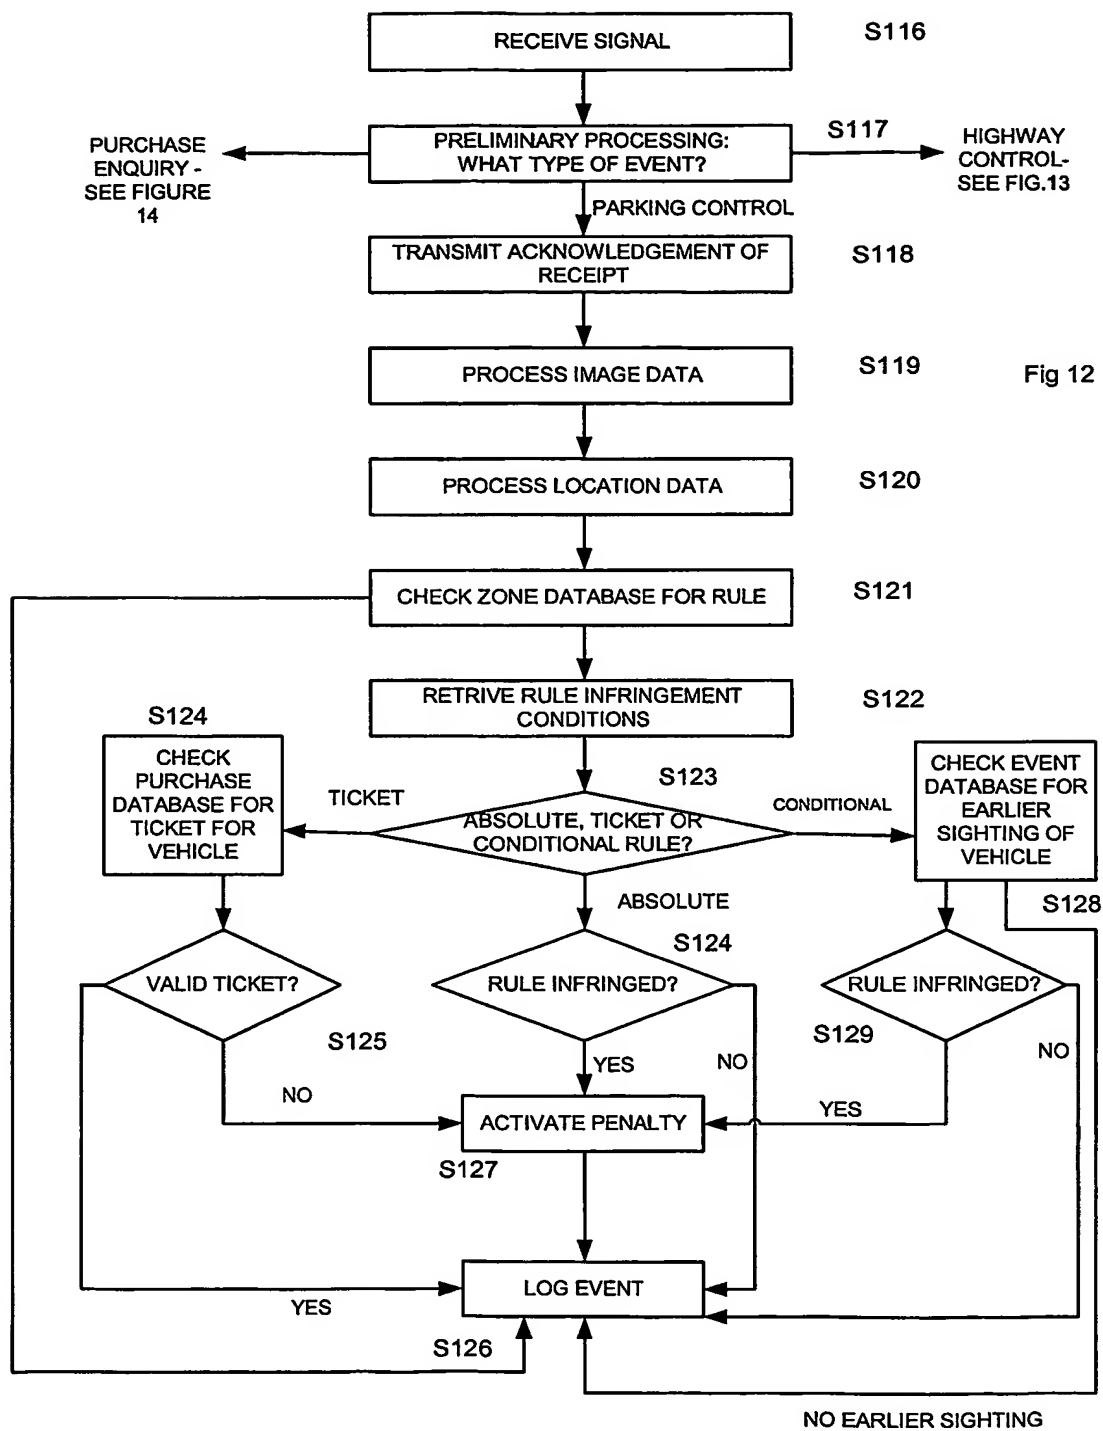 RECEIVE SIGNAL
S116
PURCHASE
ENQUIRY -
SEE FIGURE
14
PRELIMINARY PROCESSING:
WHAT TYPE OF EVENT?
S117
HIGHWAY
CONTROL-
SEE FIG.13
PARKING CONTROL
TRANSMIT ACKNOWLEDGEMENT OF
RECEIPT
S118
PROCESS IMAGE DATA
S119
Fig 12
PROCESS LOCATION DATA
S120
CHECK ZONE DATABASE FOR RULE
S121
RETRIVE RULE INFRINGEMENT
CONDITIONS
S122
S124
CHECK
PURCHASE
DATABASE FOR
TICKET FOR
VEHICLE
TICKET
S123
ABSOLUTE, TICKET OR
CONDITIONAL RULE?
CONDITIONAL
CHECK EVENT
DATABASE FOR
EARLIER
SIGHTING OF
VEHICLE
ABSOLUTE
S128
VALID TICKET?
S125
S124
RULE INFRINGED?
RULE INFRINGED?
S129
NO
YES
NO
NO
YES
ACTIVATE PENALTY
S127
LOG EVENT
YES
S126
NO EARLIER SIGHTING